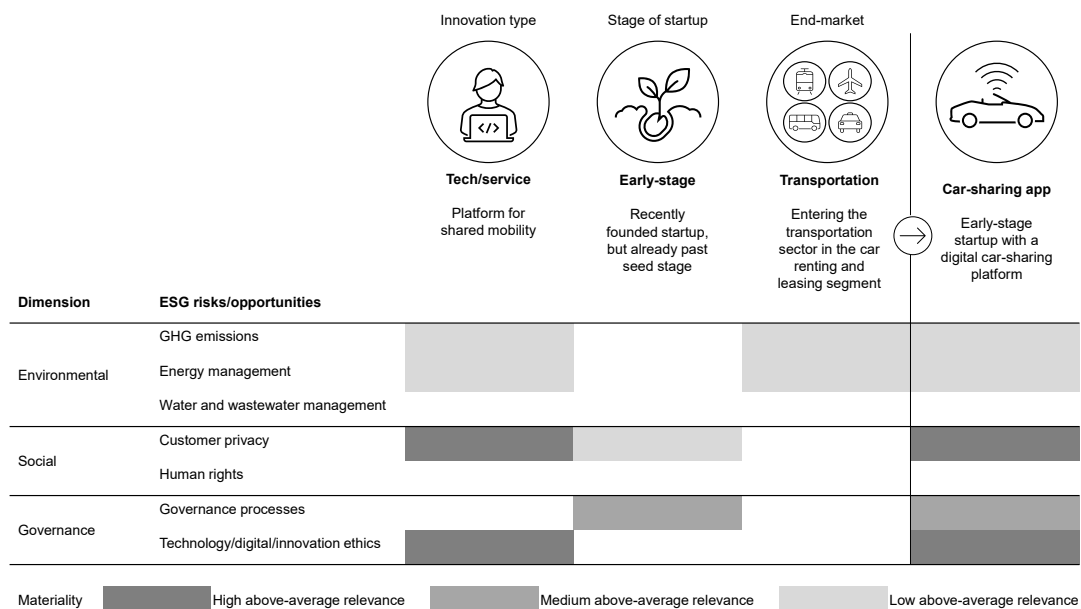 Innovation type
Stage of startup
End-market
</>
Tech/service
Early-stage
Transportation
Car-sharing app
Platform for
shared mobility
Recently
founded startup,
but already past
seed stage
Entering the
transportation
sector in the car
renting and
leasing segment
Early-stage
startup with a
digital car-sharing
platform
Dimension
ESG risks/opportunities
Environmental
GHG emissions
Energy management
Water and wastewater management
Social
Customer privacy
Human rights
Governance
Governance processes
Technology/digital/innovation ethics
Materiality
High above-average relevance
Medium above-average relevance
Low above-average relevance